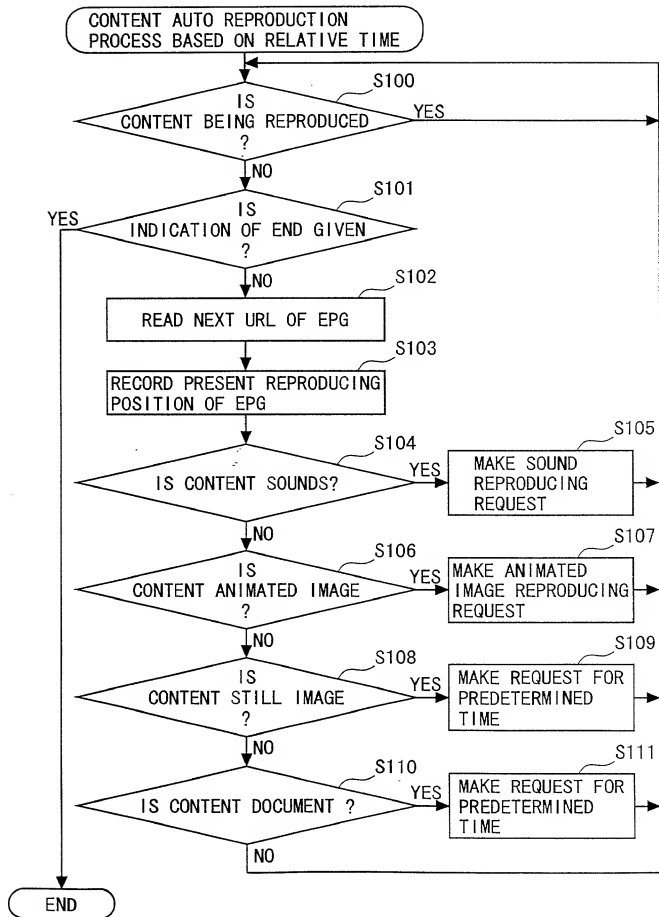 CONTENT AUTO REPRODUCTION
PROCESS BASED ON RELATIVE TIME
S100
IS
CONTENT BEING REPRODUCED
?
YES
NO
S101
IS
INDICATION OF END GIVEN
?
YES
NO
S102
READ NEXT URL OF EPG
S103
RECORD PRESENT REPRODUCING
POSITION OF EPG
S104
IS CONTENT SOUNDS?
YES
S105
MAKE SOUND
REPRODUCING
REQUEST
NO
S106
IS
CONTENT ANIMATED IMAGE
?
YES
S107
MAKE ANIMATED
IMAGE REPRODUCING
REQUEST
NO
S108
IS
CONTENT STILL IMAGE
?
YES
S109
MAKE REQUEST FOR
PREDETERMINED
TIME
NO
S110
IS CONTENT DOCUMENT ?
YES
S111
MAKE REQUEST FOR
PREDETERMINED
TIME
NO
END